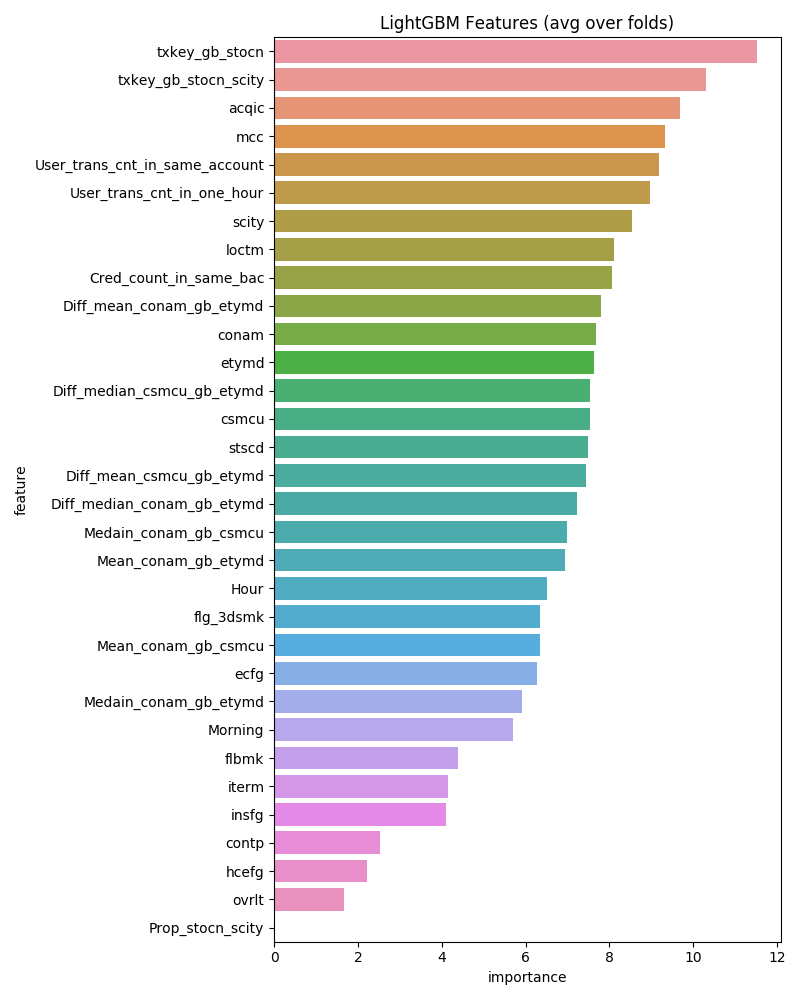 LightGBM Features (avg over folds)
txkey_gb_stocn
txkey_gb_stocn_scity
acqic
mcc
User_trans_cnt_in_same_account
User_trans_cnt_in_one_hour
scity
loctm
Cred_count_in_same_bac
Diff_mean_conam_gb_etymd
conam
etymd
Diff_median_csmcu_gb_etymd
csmcu
stscd
Diff_mean_csmcu_gb_etymd
Diff_median_conam_gb_etymd
Medain_conam_gb_csmcu
Mean_conam_gb_etymd
Hour
flg_3dsmk
Mean_conam_gb_csmcu
ecfg
Medain_conam_gb_etymd
Morning
flbmk
iterm
insfg
contp
hcefg
ovrlt
Prop_stocn_scity
feature
0 2 4 6 8 10 12
importance